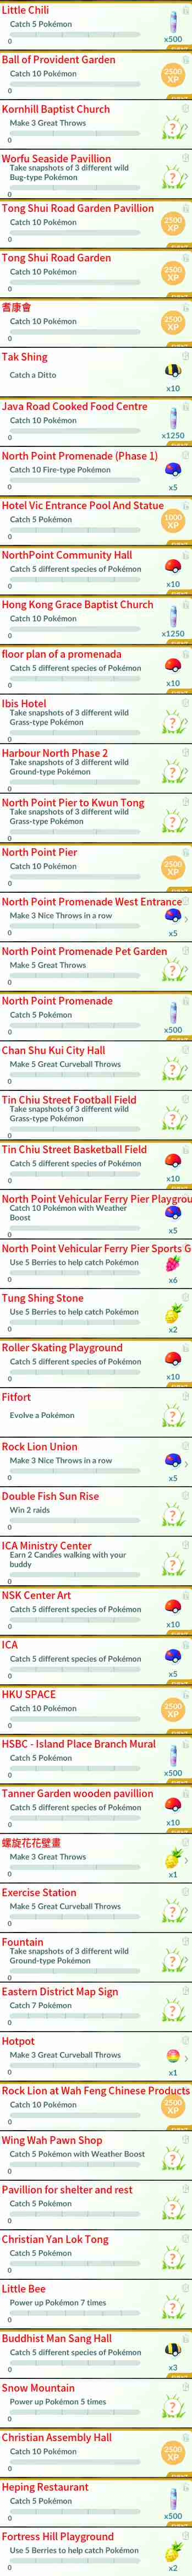 Little Chili
Catch 5 Pokémon
0
x500
Ball of Provident Garden
Catch 10 Pokémon
2500
XP
0
Kornhill Baptist Church
Make 3 Great Throws
?
0
Worfu Seaside Pavillion
Take snapshots of 3 different wild
Bug-type Pokémon
?
0
Tong Shui Road Garden Pavillion
Catch 10 Pokémon
2500
XP
0
Tong Shui Road Garden
Catch 10 Pokémon
2500
XP
0
耆康會
Catch 10 Pokémon
2500
XP
0
Tak Shing
Catch a Ditto
x10
Java Road Cooked Food Centre
Catch 10 Pokémon
0
x1250
North Point Promenade (Phase 1)
Catch 10 Fire-type Pokémon
0
x5
Hotel Vic Entrance Pool And Statue
Catch 5 Pokémon
1000
XP
0
NorthPoint Community Hall
Catch 5 different species of Pokémon
0
x10
Hong Kong Grace Baptist Church
Catch 10 Pokémon
0
x1250
floor plan of a promenada
Catch 5 different species of Pokémon
0
x10
Ibis Hotel
Take snapshots of 3 different wild
Grass-type Pokémon
?
0
Harbour North Phase 2
Take snapshots of 3 different wild
Ground-type Pokémon
?
0
North Point Pier to Kwun Tong
Take snapshots of 3 different wild
Grass-type Pokémon
?
0
North Point Pier
Catch 10 Pokémon
2500
XP
0
North Point Promenade West Entrance
Make 3 Nice Throws in a row
0
x5
North Point Promenade Pet Garden
Make 5 Great Throws
?
0
North Point Promenade
Catch 5 Pokémon
0
x500
Chan Shu Kui City Hall
Make 5 Great Curveball Throws
?
0
Tin Chiu Street Football Field
Take snapshots of 3 different wild
Grass-type Pokémon
?
0
Tin Chiu Street Basketball Field
Catch 5 different species of Pokémon
0
x10
North Point Vehicular Ferry Pier Playgrou
Catch 10 Pokémon with Weather
Boost
0
x5
North Point Vehicular Ferry Pier Sports G
Use 5 Berries to help catch Pokémon
0
x6
Tung Shing Stone
Use 5 Berries to help catch Pokémon
0
x2
Roller Skating Playground
Catch 5 different species of Pokémon
0
x10
Fitfort
Evolve a Pokémon
?
Rock Lion Union
Make 3 Nice Throws in a row
0
x5
Double Fish Sun Rise
Win 2 raids
?
0
ICA Ministry Center
Earn 2 Candies walking with your
buddy
?
0
NSK Center Art
Catch 5 different species of Pokémon
0
x10
ICA
Catch 5 different species of Pokémon
0
x5
HKU SPACE
Catch 10 Pokémon
2500
XP
0
HSBC - Island Place Branch Mural
Catch 5 Pokémon
0
x500
Tanner Garden wooden pavillion
Catch 5 different species of Pokémon
0
x10
螺旋花花壁畫
Make 3 Great Throws
0
x1
Exercise Station
Make 5 Great Curveball Throws
?
0
Fountain
Take snapshots of 3 different wild
Ground-type Pokémon
?
0
Eastern District Map Sign
Catch 7 Pokémon
?
0
Hotpot
Make 3 Great Curveball Throws
0
x1
Rock Lion at Wah Feng Chinese Products
Catch 10 Pokémon
2500
XP
0
Wing Wah Pawn Shop
Catch 5 Pokémon with Weather Boost
?
0
Pavillion for shelter and rest
Catch 5 Pokémon
?
0
Christian Yan Lok Tong
Catch 5 Pokémon
?
0
Little Bee
Power up Pokémon 7 times
?
0
Buddhist Man Sang Hall
Catch 5 different species of Pokémon
0
x3
Snow Mountain
Power up Pokémon 5 times
?
0
Christian Assembly Hall
Catch 10 Pokémon
2500
XP
0
Heping Restaurant
Catch 5 Pokémon
0
x500
Fortress Hill Playground
Use 5 Berries to help catch Pokémon
0
x2